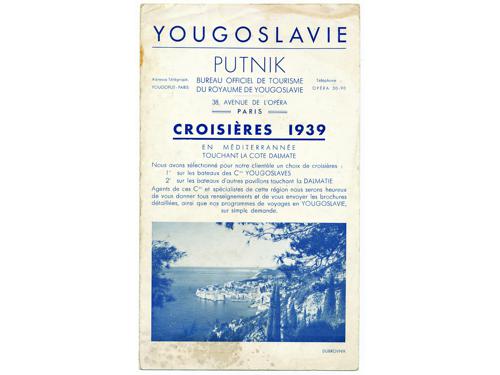 YOUGOSLAVIE
PUTNIK
BUREAU OFFICIEL DE TOURISME
DU ROYAUME DE YOUGOSLAVIE
Adresse Télégraph.
YOUGOPUT - PARIS
Téléphone :
OPÉRA 30-90
38, AVENUE DE L'OPÉRA
PARIS
CROISIÈRES 1939
EN MÉDITERRANNÉE
TOUCHANT LA COTE DALMATE
Nous avons sélectionné pour notre clientèle un choix de croisières :
1° sur les bateaux des Cies YOUGOSLAVES
2° sur les bateaux d'autres pavillons touchant la DALMATIE
Agents de ces Cies et spécialistes de cette région nous serons heureux
de vous donner tous renseignements et de vous envoyer les brochures
détaillées, ainsi que nos programmes de voyages en YOUGOSLAVIE,
sur simple demande.
DUBROVNIK